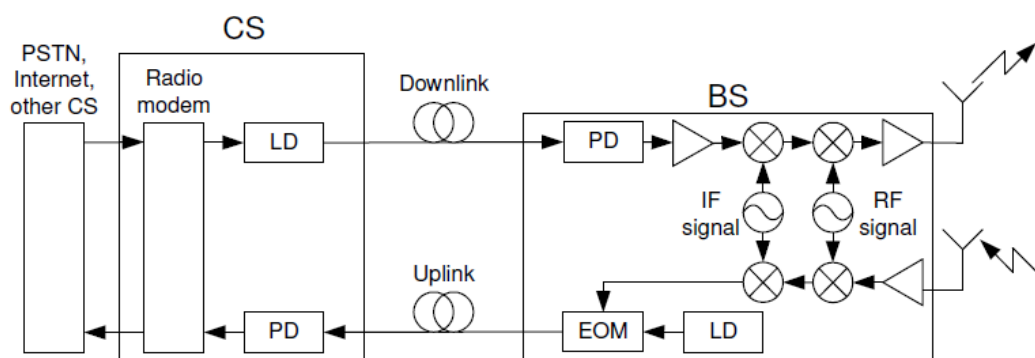 CS
PSTN,
Internet,
other CS
Radio
modem
LD
Downlink
BS
PD
IF
signal
RF
signal
Uplink
PD
EOM
LD